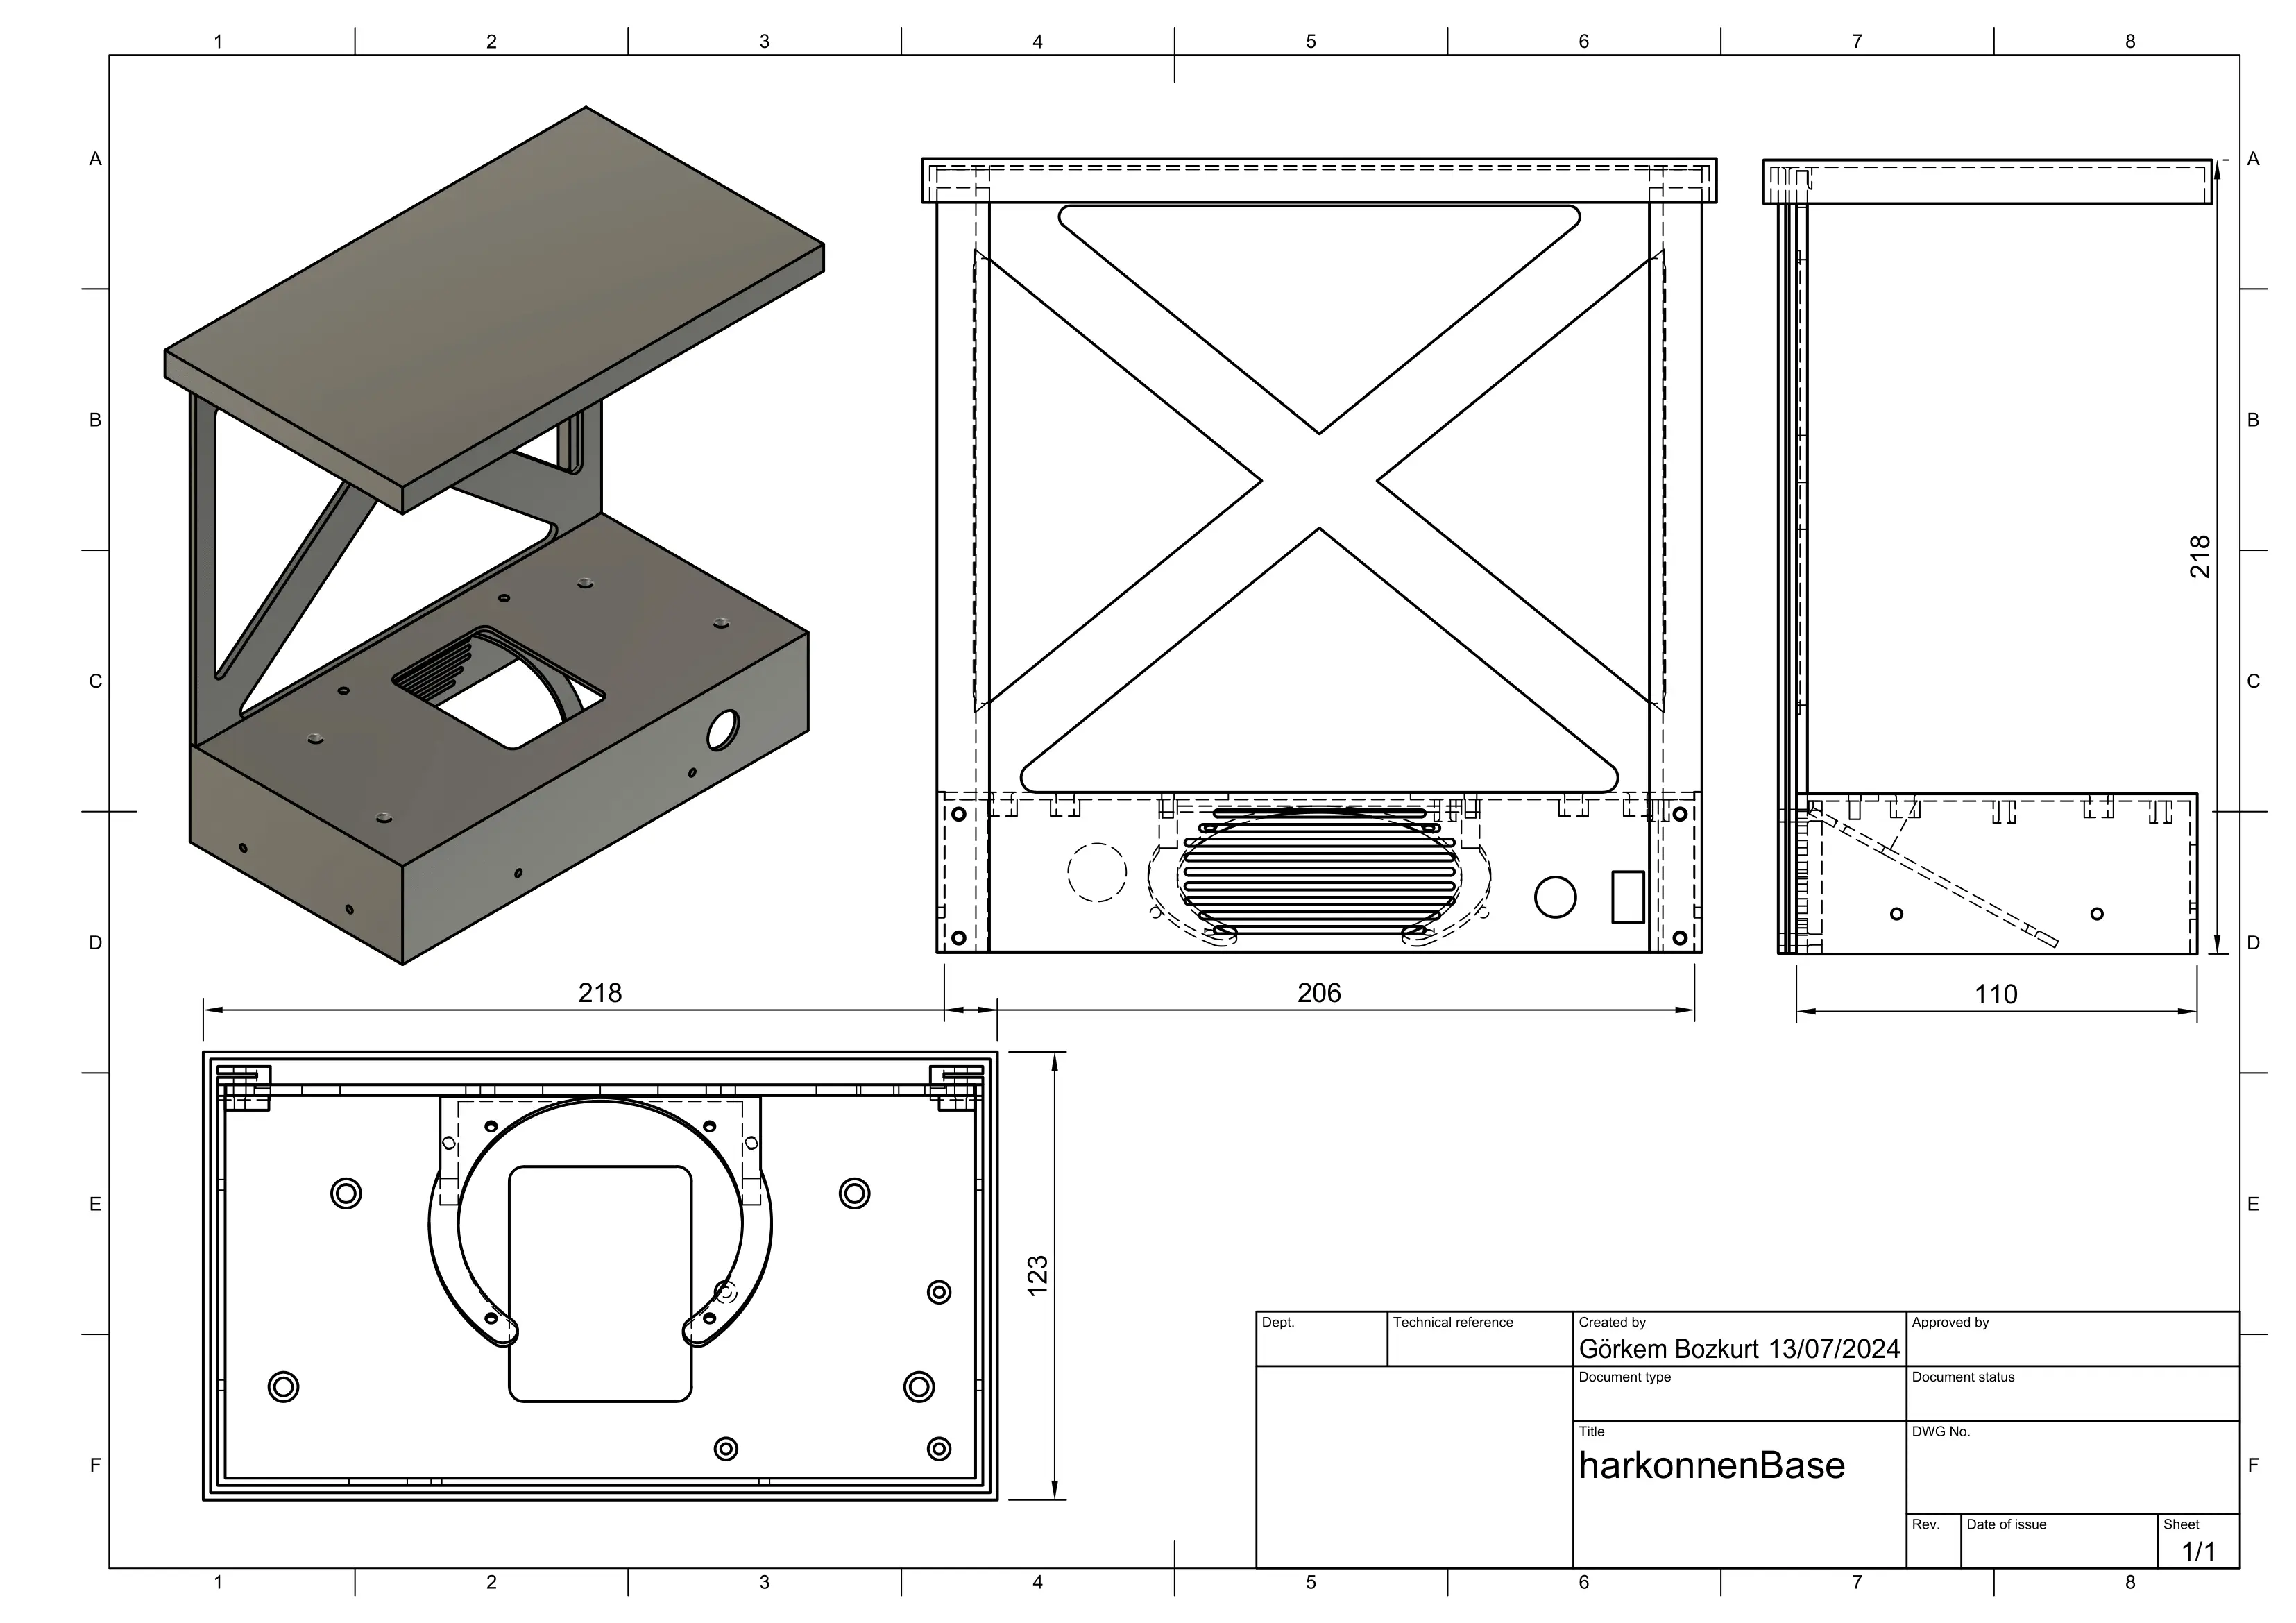 1 2 3 4 5 6 7 8
A A
B B
218
C C
D D
218 206 110
123
E E
Dept. Technical reference Created by Approved by
Görkem Bozkurt 13/07/2024
Document type Document status
Title DWG No.
harkonnenBase
F F
Rev. Date of issue Sheet
1/1
1 2 3 4 5 6 7 8